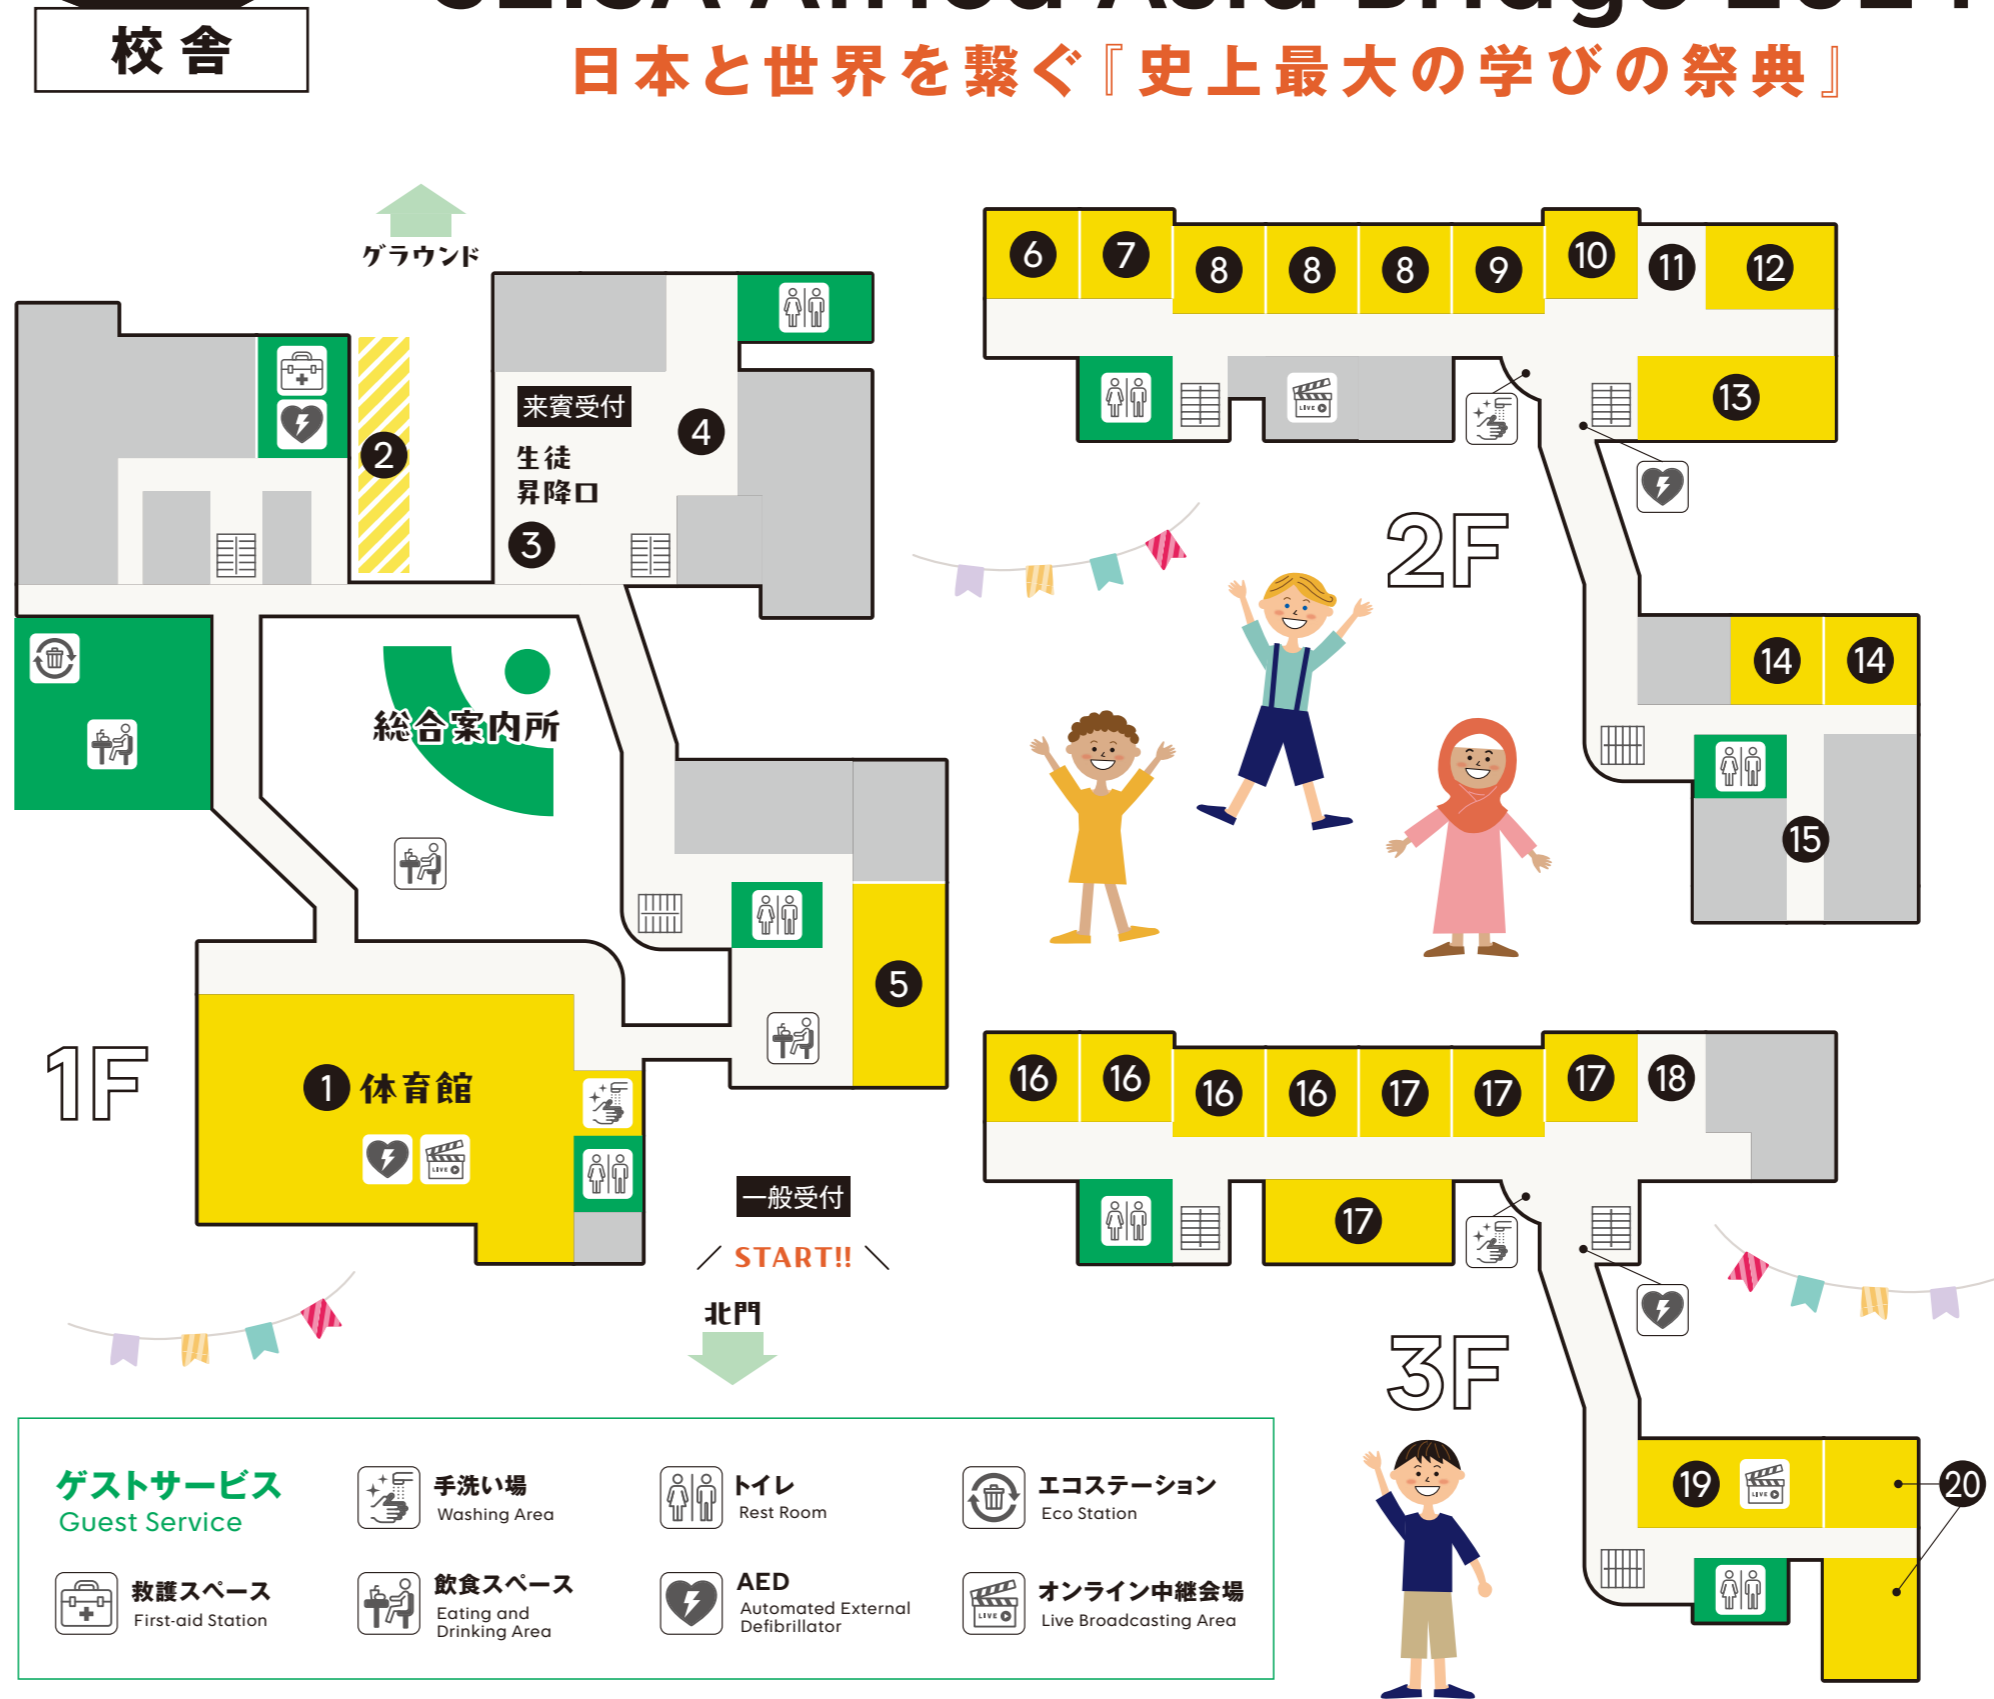 校舎
日本と世界を繋ぐ『史上最大の学びの祭典』
グラウンド
来賓受付
生徒
昇降口
2
4
3
総合案内所
5
1F
1 体育館
LIVE
一般受付
START!!
北門
6
7
8
8
8
9
10
11
12
LIVE
13
2F
14
14
15
16
16
16
16
17
17
17
18
17
3F
19
LIVE
20
ゲストサービス
Guest Service
手洗い場
Washing Area
トイレ
Rest Room
エコステーション
Eco Station
救護スペース
First-aid Station
飲食スペース
Eating and
Drinking Area
AED
Automated External
Defibrillator
LIVE
オンライン中継会場
Live Broadcasting Area